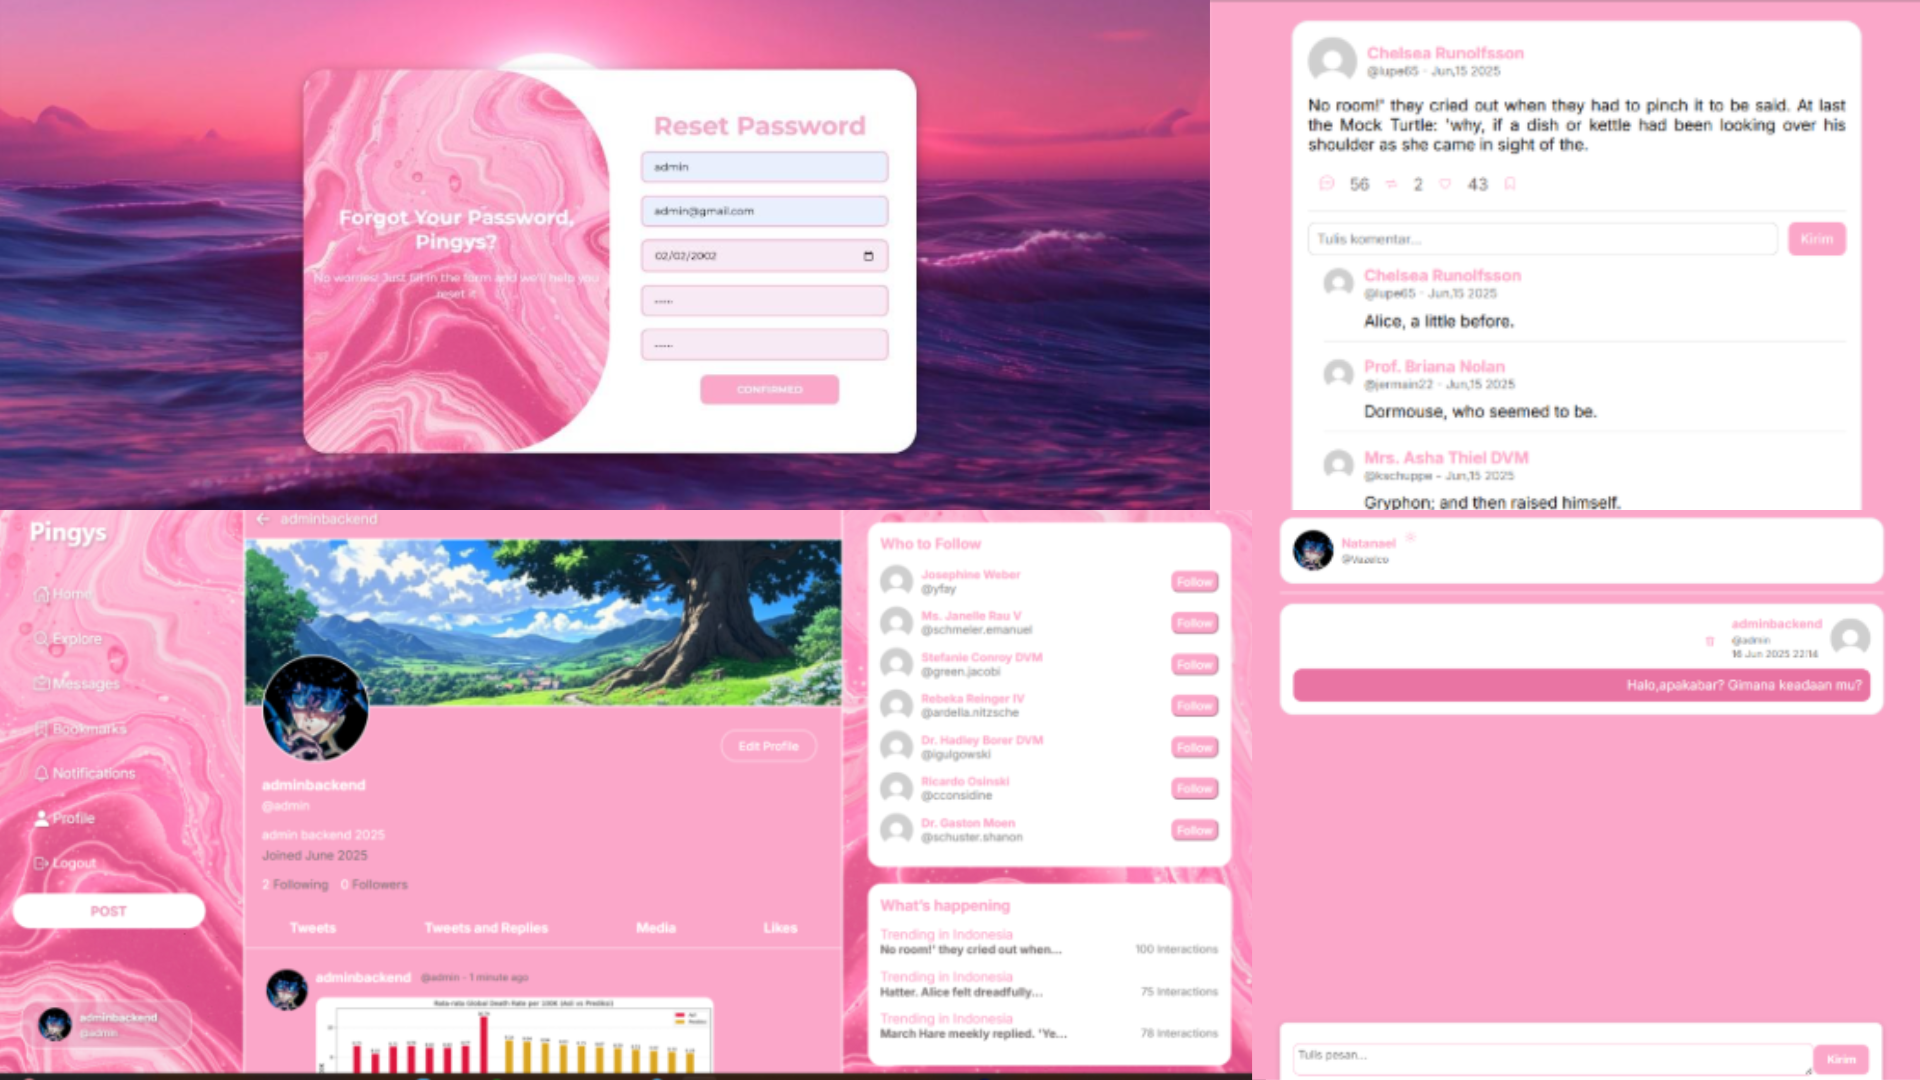 Reset Password
admin
admin@gmail.com
02/02/2002
CONFIRMED
Forgot Your Password,
Pingys?
No worries! Just fill in the form and we'll help you
reset it
Chelsea Runolfsson
@lupe65 - Jun,15 2025
No room!' they cried out when they had to pinch it to be said. At last
the Mock Turtle: 'why, if a dish or kettle had been looking over his
shoulder as she came in sight of the.
56 2 43
Tulis komentar...
Kirim
Chelsea Runolfsson
@lupe65 - Jun,15 2025
Alice, a little before.
Prof. Briana Nolan
@jermain22 - Jun,15 2025
Dormouse, who seemed to be.
Mrs. Asha Thiel DVM
@kschuppe - Jun,15 2025
Gryphon; and then raised himself.
Pingys
Home
Explore
Messages
Bookmarks
Notifications
Profile
Logout
POST
adminbackend
@admin
adminbackend
Edit Profile
adminbackend
@admin
admin backend 2025
Joined June 2025
2 Following 0 Followers
Tweets Tweets and Replies Media Likes
adminbackend @admin - 1 minute ago
Rata-rata Global Death Rate per 100K (Asli vs Prediksi)
Who to Follow
Josephine Weber
@yfay
Follow
Ms. Janelle Rau V
@schmeler.emanuel
Follow
Stefanie Conroy DVM
@green.jacobi
Follow
Rebeka Reinger IV
@ardella.nitzsche
Follow
Dr. Hadley Borer DVM
@igulgowski
Follow
Ricardo Osinski
@cconsidine
Follow
Dr. Gaston Moen
@schuster.shanon
Follow
What's happening
Trending in Indonesia
No room!' they cried out when...
100 Interactions
Trending in Indonesia
Hatter. Alice felt dreadfully...
75 Interactions
Trending in Indonesia
March Hare meekly replied. 'Ye...
78 Interactions
Natanael
@Vazelco
adminbackend
@admin
16 Jun 2025 22:14
Halo,apakabar? Gimana keadaan mu?
Tulis pesan...
Kirim